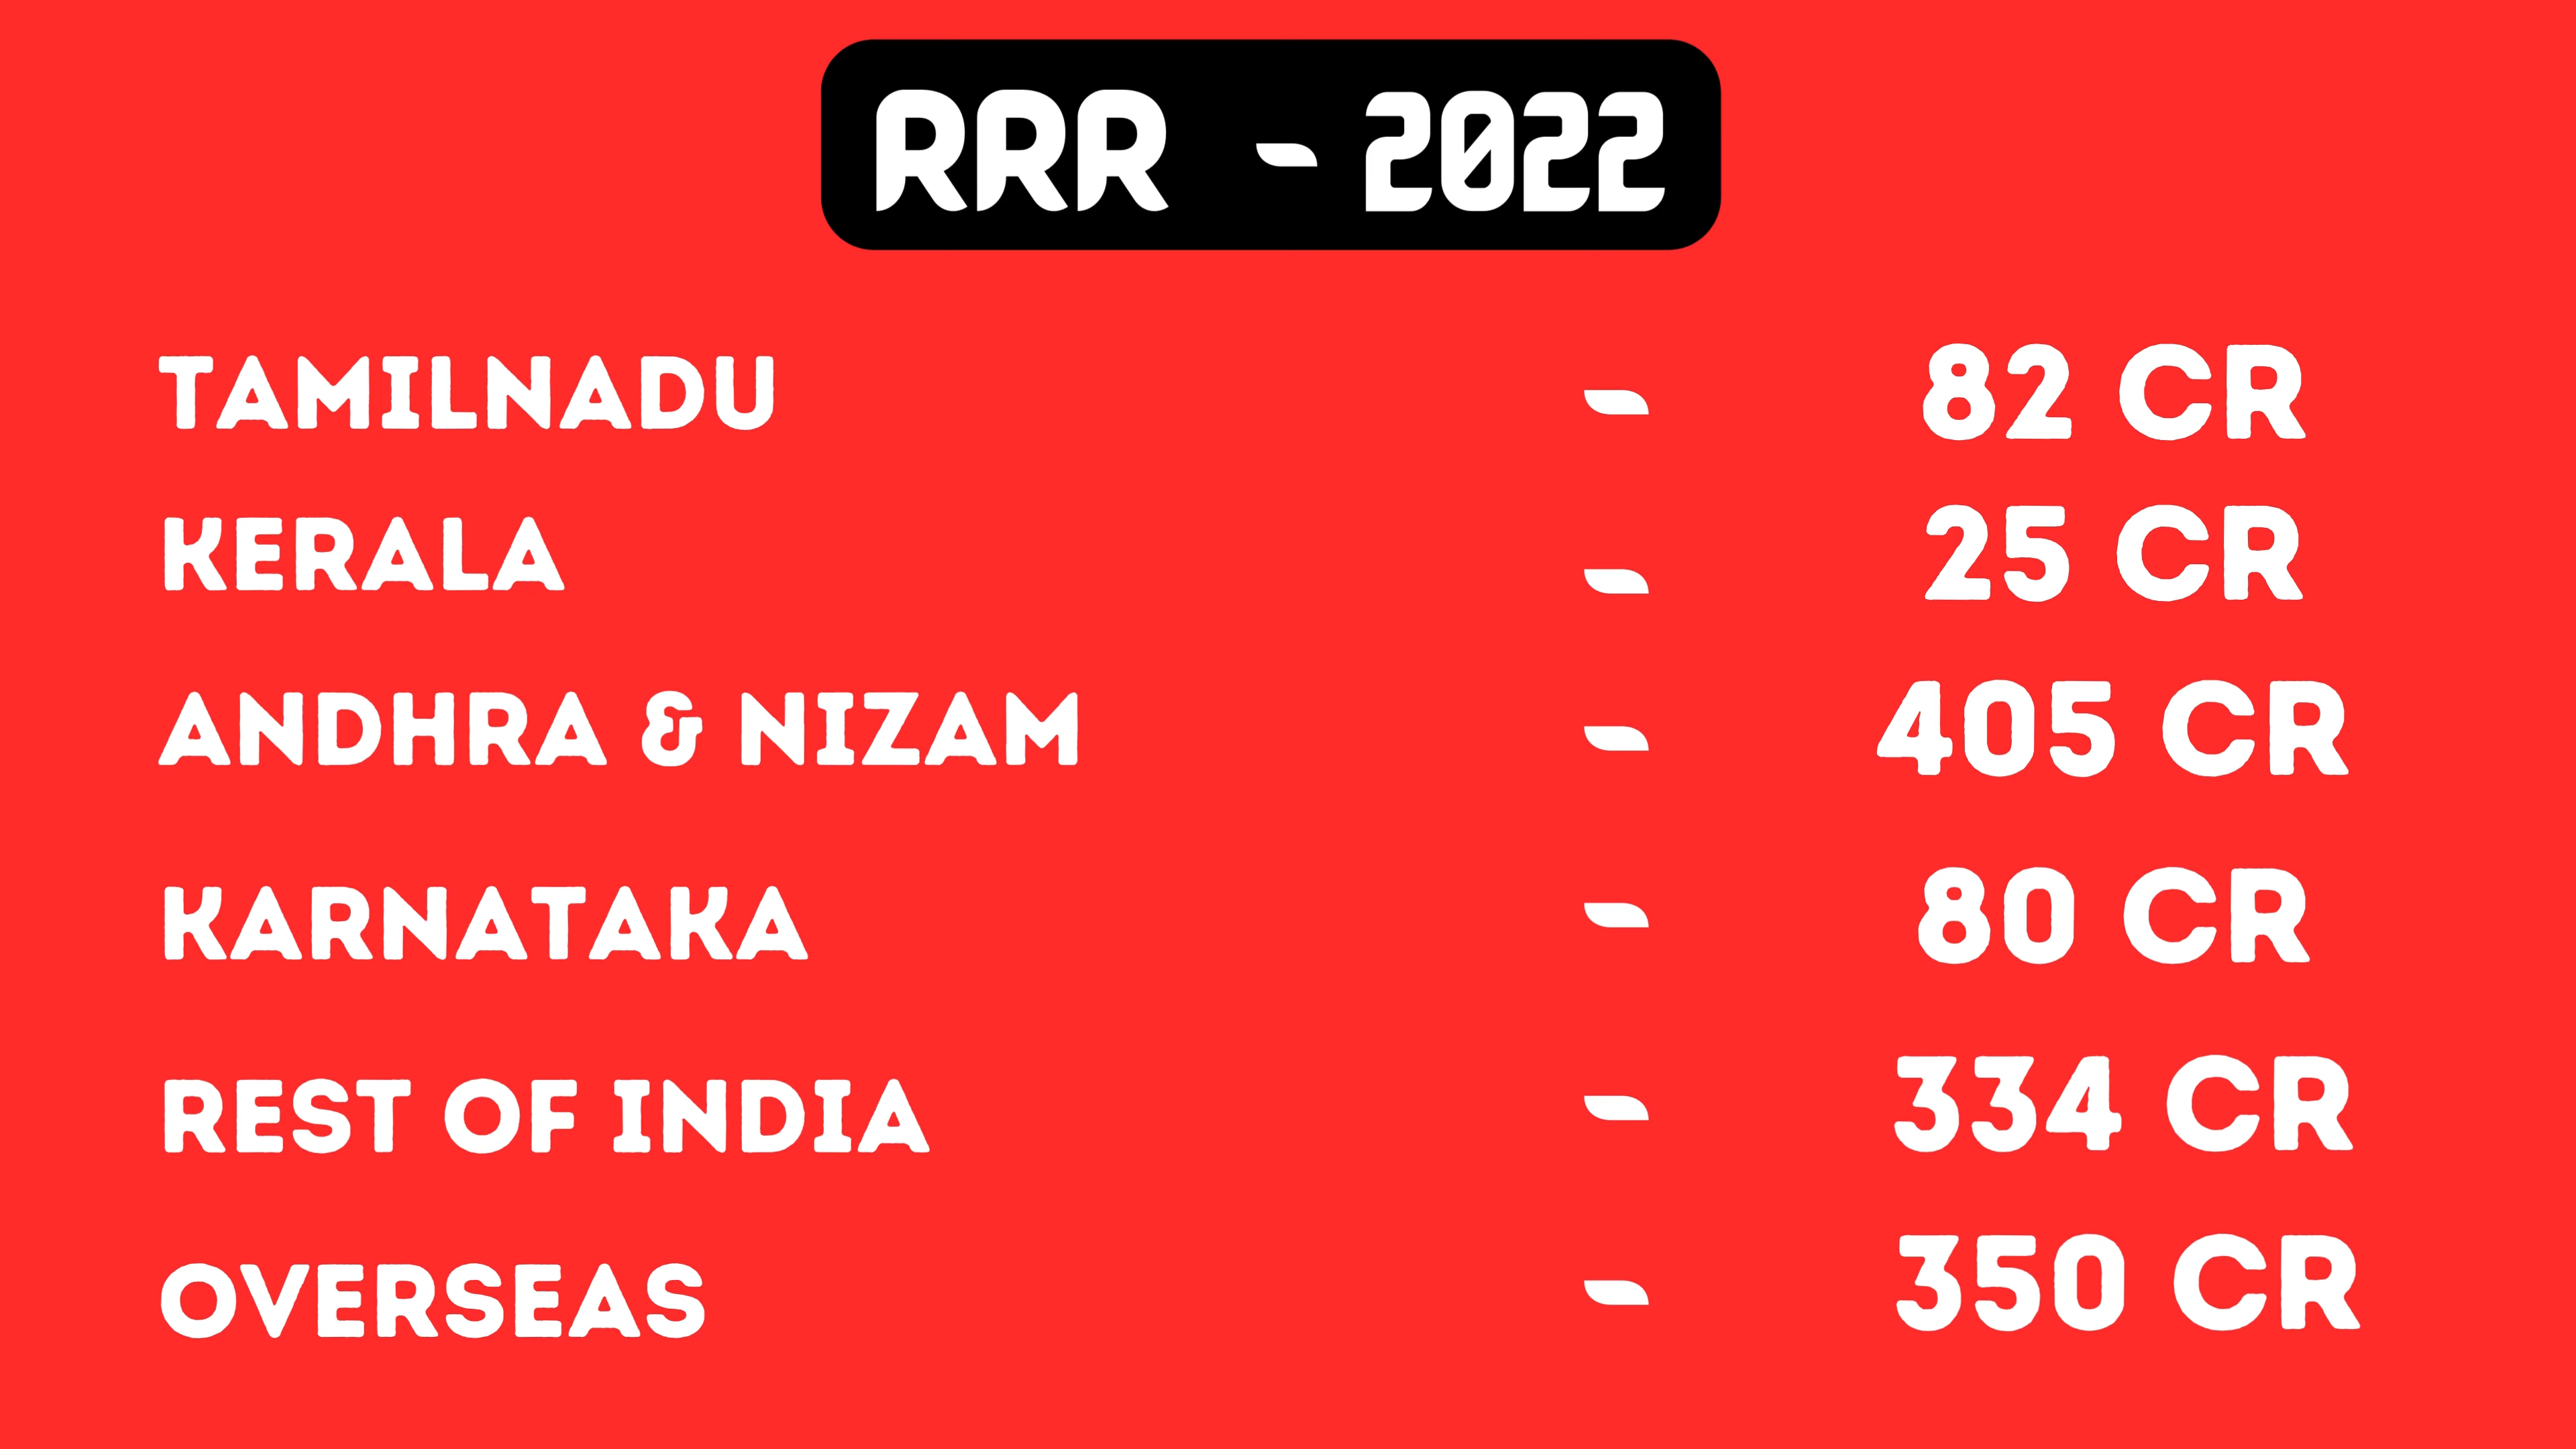 RRR - 2022
TAMILNADU - 82 CR
KERALA - 25 CR
ANDHRA & NIZAM - 405 CR
KARNATAKA - 80 CR
REST OF INDIA - 334 CR
OVERSEAS - 350 CR